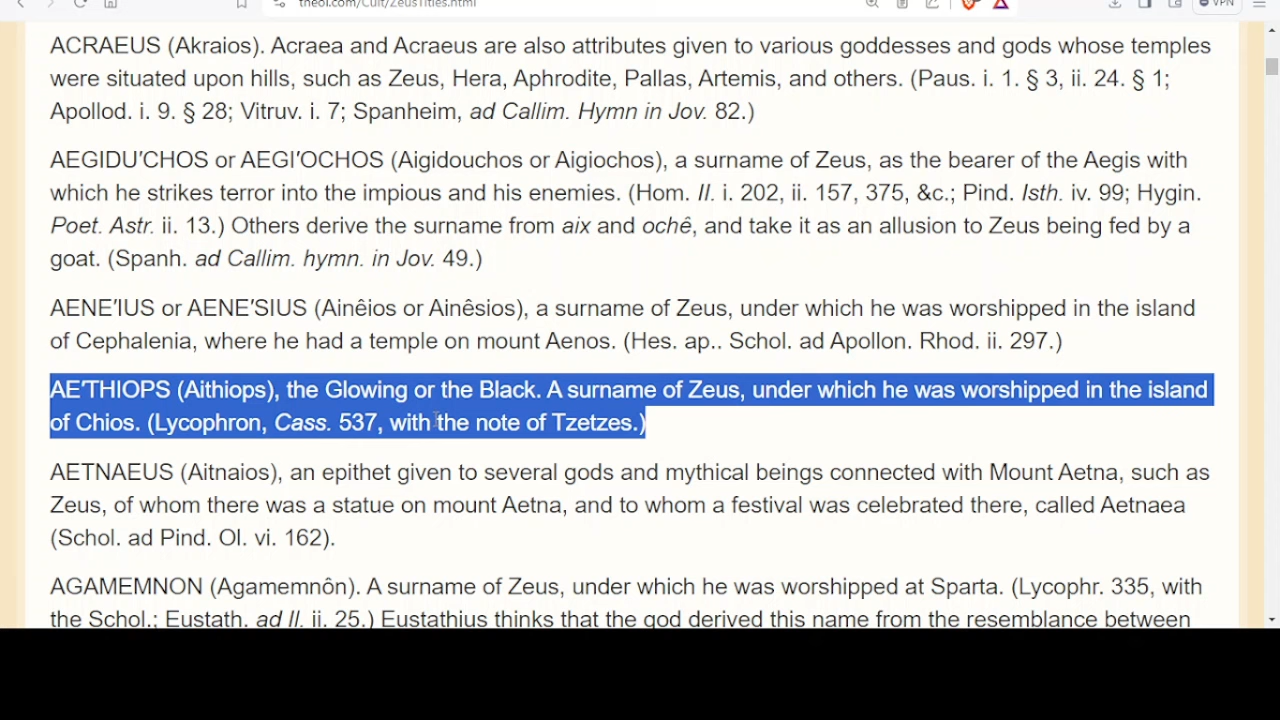 theoi.com/Cult/ZeusTitles.html
VPN
ACRAEUS (Akraios). Acraea and Acraeus are also attributes given to various goddesses and gods whose temples
were situated upon hills, such as Zeus, Hera, Aphrodite, Pallas, Artemis, and others. (Paus. i. 1. § 3, ii. 24. § 1;
Apollod. i. 9. § 28; Vitruv. i. 7; Spanheim, ad Callim. Hymn in Jov. 82.)
AEGIDU′CHOS or AEGI′OCHOS (Aigidouchos or Aigiochos), a surname of Zeus, as the bearer of the Aegis with
which he strikes terror into the impious and his enemies. (Hom. Il. i. 202, ii. 157, 375, &c.; Pind. Isth. iv. 99; Hygin.
Poet. Astr. ii. 13.) Others derive the surname from aix and ochê, and take it as an allusion to Zeus being fed by a
goat. (Spanh. ad Callim. hymn. in Jov. 49.)
AENE′IUS or AENE′SIUS (Ainêios or Ainêsios), a surname of Zeus, under which he was worshipped in the island
of Cephalenia, where he had a temple on mount Aenos. (Hes. ap.. Schol. ad Apollon. Rhod. ii. 297.)
AE′THIOPS (Aithiops), the Glowing or the Black. A surname of Zeus, under which he was worshipped in the island
of Chios. (Lycophron, Cass. 537, with the note of Tzetzes.)
AETNAEUS (Aitnaios), an epithet given to several gods and mythical beings connected with Mount Aetna, such as
Zeus, of whom there was a statue on mount Aetna, and to whom a festival was celebrated there, called Aetnaea
(Schol. ad Pind. Ol. vi. 162).
AGAMEMNON (Agamemnôn). A surname of Zeus, under which he was worshipped at Sparta. (Lycophr. 335, with
the Schol.; Eustath. ad Il. ii. 25.) Eustathius thinks that the god derived this name from the resemblance between